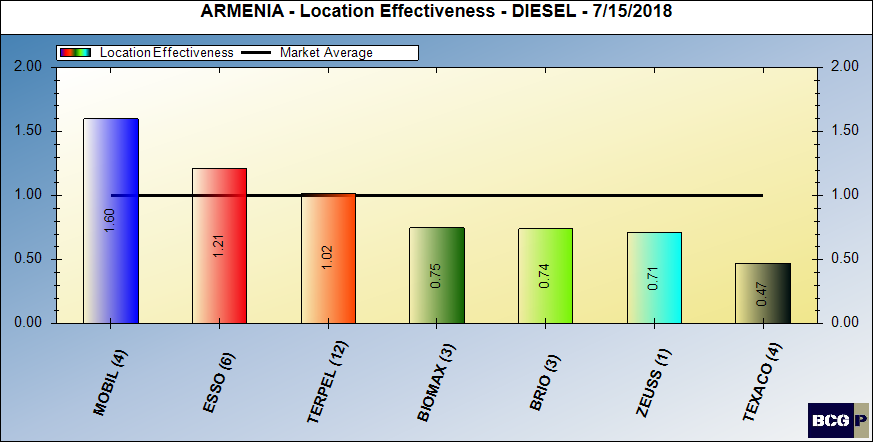 ARMENIA - Location Effectiveness - DIESEL - 7/15/2018
Location Effectiveness Market Average
2.00 2.00
1.50 1.50
1.00 1.00
0.50 0.50
0.00 0.00
1.60 1.21 1.02 0.75 0.74 0.71 0.47
MOBIL (4) ESSO (6) TERPEL (12) BIOMAX (3) BRIO (3) ZEUSS (1) TEXACO (4)
BCG P